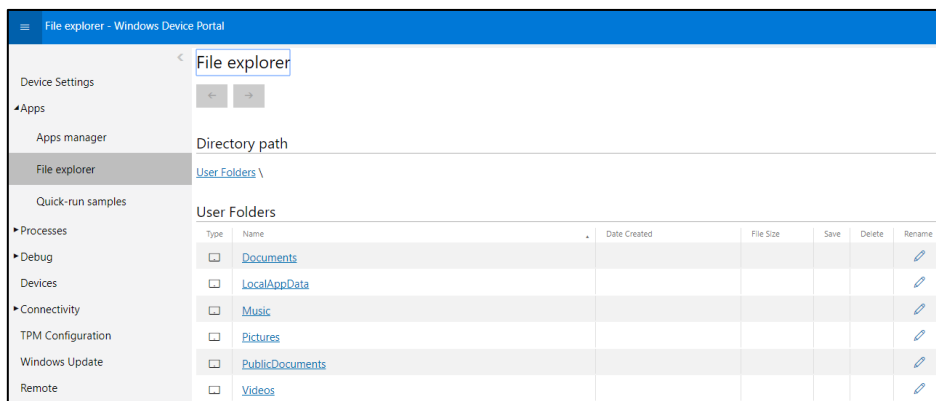 File explorer - Windows Device Portal
Device Settings
Apps
Apps manager
File explorer
Quick-run samples
Processes
Debug
Devices
Connectivity
TPM Configuration
Windows Update
Remote
File explorer
Directory path
User Folders \
User Folders
Type Name Date Created File Size Save Delete Rename
Documents
LocalAppData
Music
Pictures
PublicDocuments
Videos